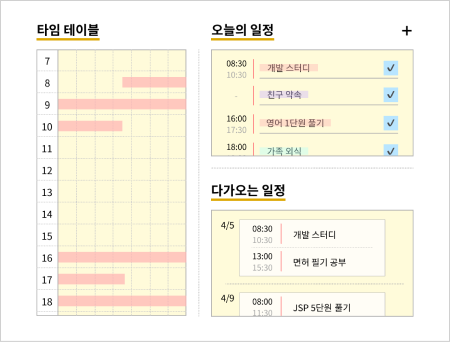 타임 테이블
7
8
9
10
11
12
13
14
15
16
17
18
오늘의 일정 +
08:30 개발 스터디
10:30
- 친구 약속
16:00 영어 1단원 풀기
17:30
18:00 가족 외식
다가오는 일정
4/5 08:30 개발 스터디
10:30
13:00 면허 필기 공부
15:30
4/9 08:00 JSP 5단원 풀기
11:30